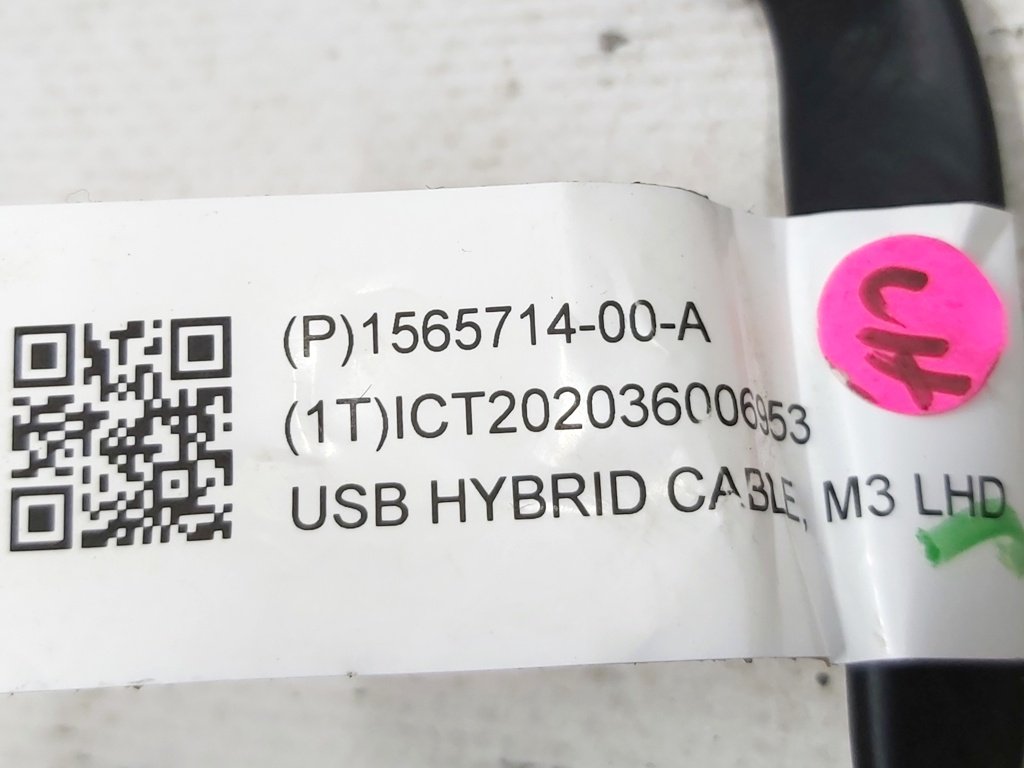 (P)1565714-00-A
(1T)ICT202036006953
USB HYBRID CABLE, M3 LHD